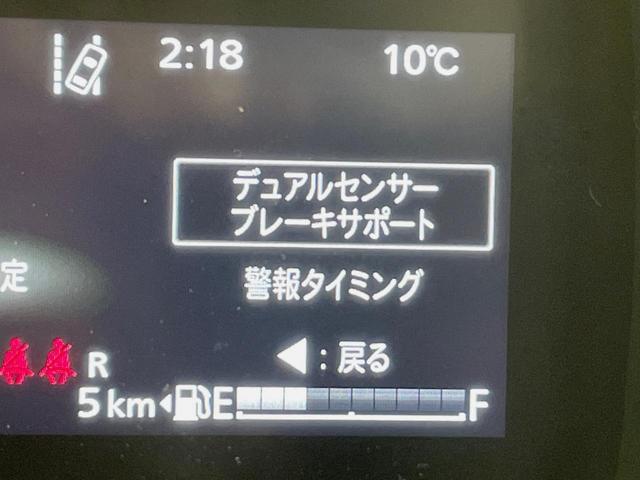 2:18 10℃
デュアルセンサー
ブレーキサポート
定
警報タイミング
R
◀:戻る
5km
E F